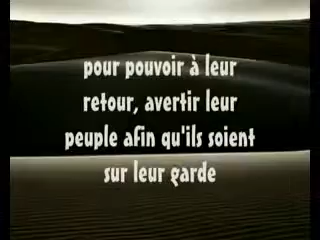 pour pouvoir à leur
retour, avertir leur
peuple afin qu'ils soient
sur leur garde